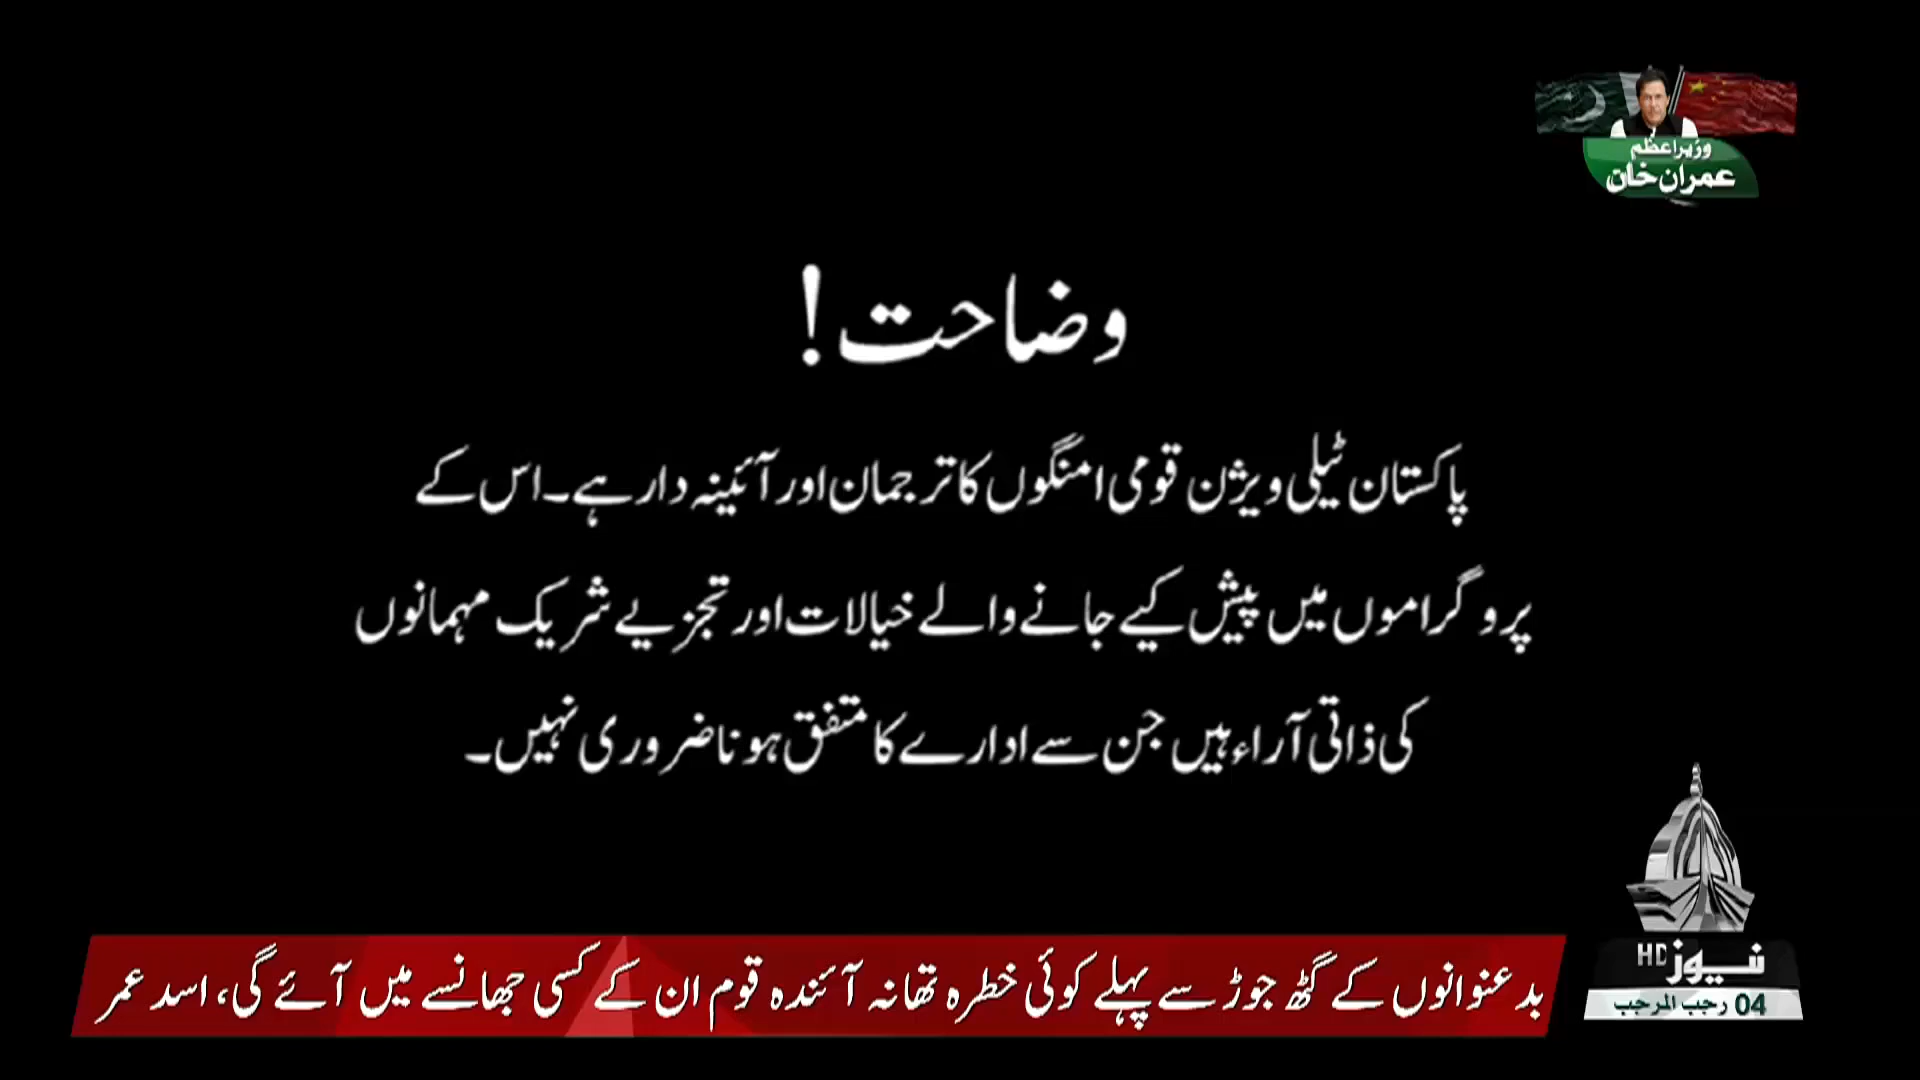 وزیراعظم
عمران خان
وضاحت!
پاکستان ٹیلی ویژن قومی امنگوں کا ترجمان اور آئینہ دار ہے۔ اس کے
پروگراموں میں پیش کیے جانے والے خیالات اور تجزیے شریک مہمانوں
کی ذاتی آراء ہیں جن سے ادارے کا متفق ہونا ضروری نہیں۔
بدعنوانوں کے گٹھ جوڑ سے پہلے کوئی خطرہ تھا نہ آئندہ قوم ان کے کسی جھانسے میں آئے گی، اسد عمر
نیوز HD
04 رجب المرجب